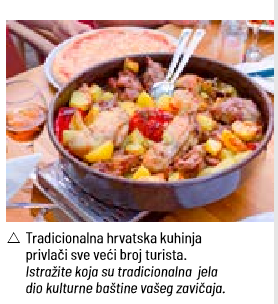 △ Tradicionalna hrvatska kuhinja
privlači sve veći broj turista.
Istražite koja su tradicionalna jela
dio kulturne baštine vašeg zavičaja.